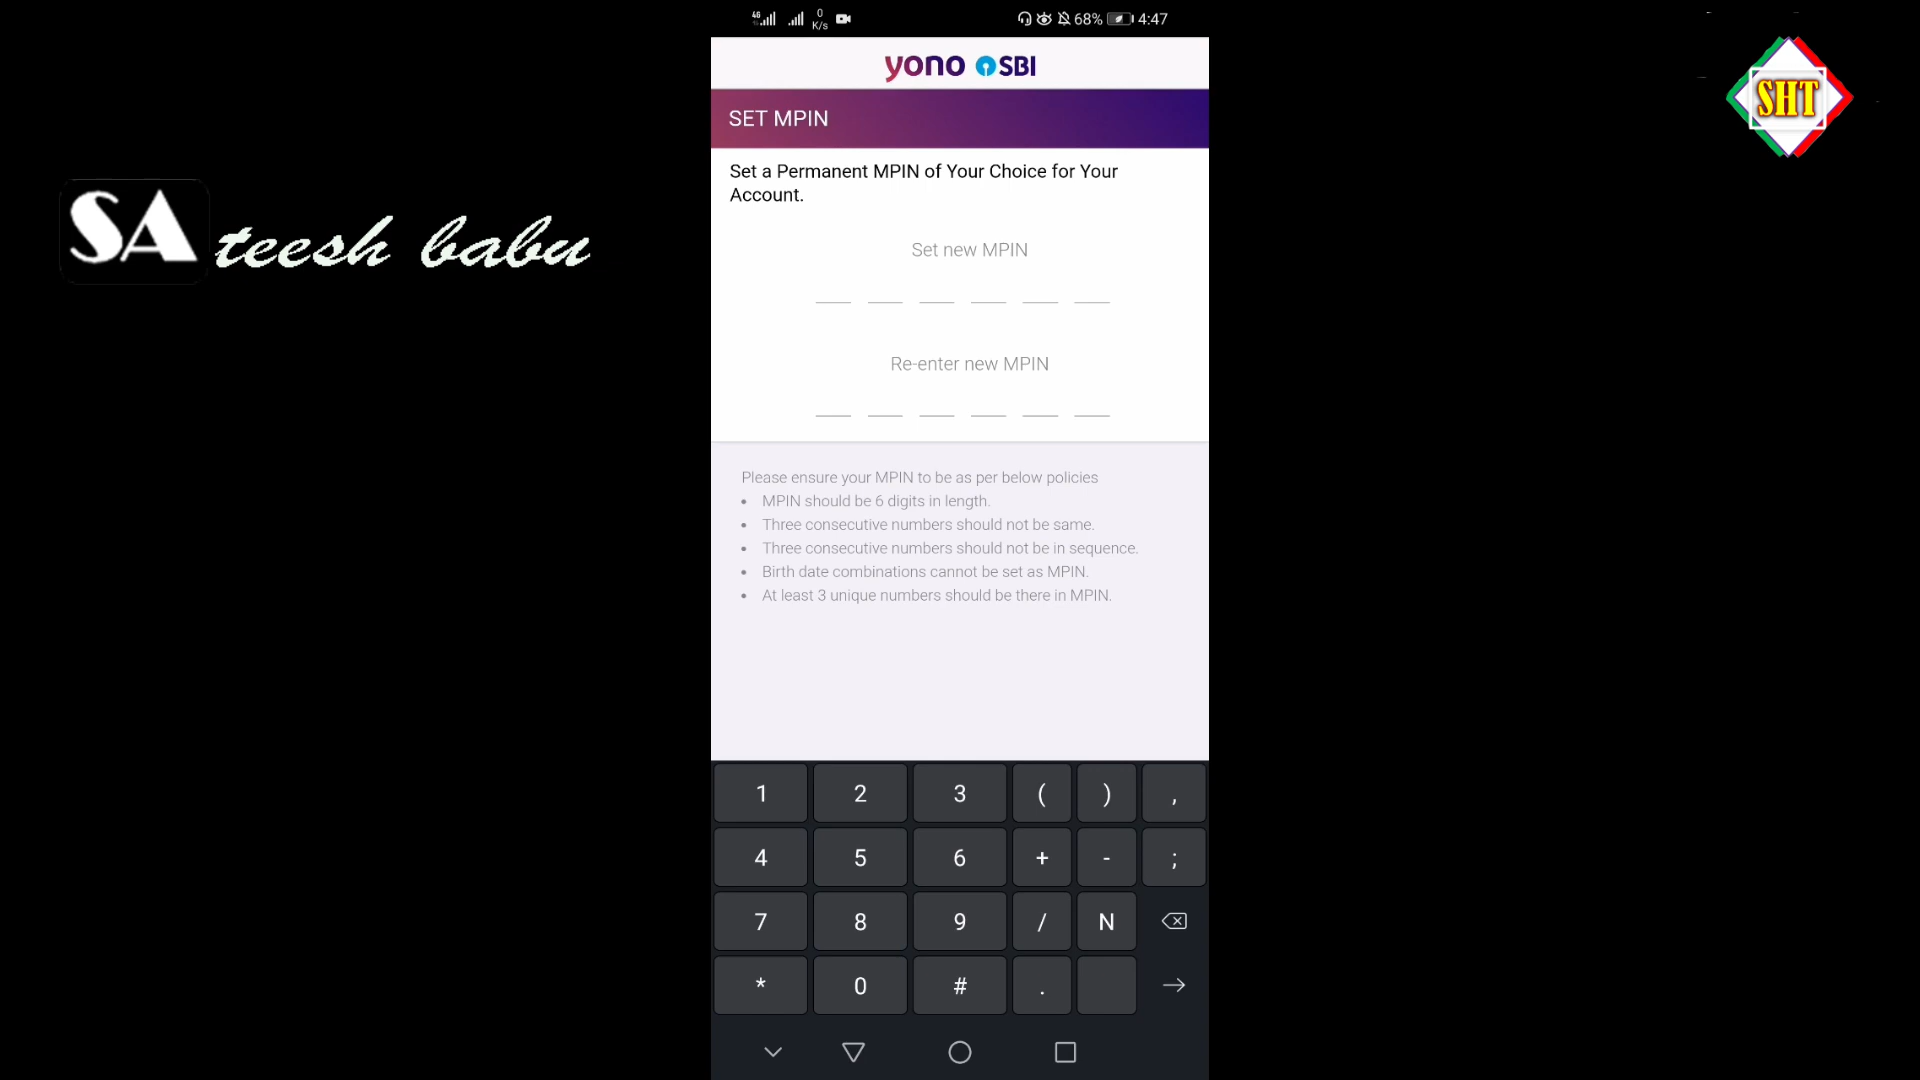 4G 0 K/s 68% 4:47
yono SBI
SHT
SET MPIN
Set a Permanent MPIN of Your Choice for Your
Account.
SAteesh babu
Set new MPIN
Re-enter new MPIN
Please ensure your MPIN to be as per below policies
• MPIN should be 6 digits in length.
• Three consecutive numbers should not be same.
• Three consecutive numbers should not be in sequence.
• Birth date combinations cannot be set as MPIN.
• At least 3 unique numbers should be there in MPIN.
1 2 3 ( ) ,
4 5 6 + - ;
7 8 9 / N
* 0 # .